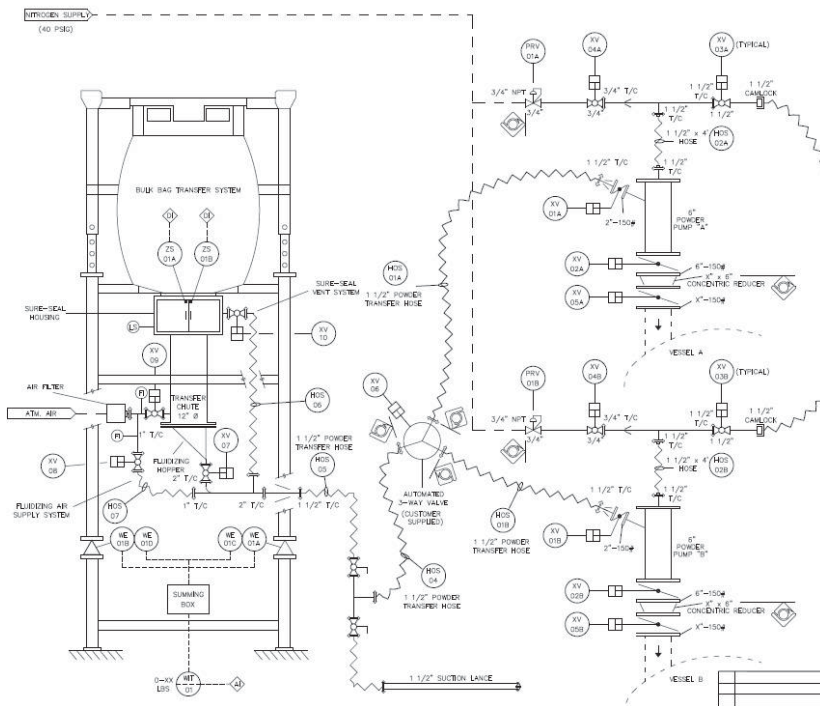 NITROGEN SUPPLY
(40 PSIG)
PRV
01A
XV
04A
XV
03A
(TYPICAL)
3/4" NPT
3/4"
3/4" T/C
3/4"
1 1/2"
T/C
1 1/2"
1 1/2"
CAMLOCK
1 1/2"
T/C
1 1/2" x 4'
HOSE
HOS
02A
1 1/2"
T/C
1 1/2" T/C
XV
01A
2"-150#
6"
POWDER
PUMP "A"
XV
02A
6"-150#
X" x 6"
CONCENTRIC REDUCER
XV
05A
X"-150#
VESSEL A
BULK BAG TRANSFER SYSTEM
DI
DI
ZS
01A
ZS
01B
SURE-SEAL
VENT SYSTEM
SURE-SEAL
HOUSING
LS
XV
10
XV
09
AIR FILTER
FI
ATM. AIR
TRANSFER
CHUTE
12" Ø
PI
1" T/C
XV
07
XV
08
FLUIDIZING
HOPPER
2" T/C
HOS
06
1 1/2" POWDER
TRANSFER HOSE
HOS
05
FLUIDIZING AIR
SUPPLY SYSTEM
HOS
07
1" T/C
2" T/C
1 1/2" T/C
WE
01B
WE
01D
WE
01C
WE
01A
SUMMING
BOX
0-XX
LBS
WIT
01
AI
HOS
01A
1 1/2" POWDER
TRANSFER HOSE
XV
06
AUTOMATED
3-WAY VALVE
(CUSTOMER
SUPPLIED)
HOS
04
1 1/2" POWDER
TRANSFER HOSE
HOS
01B
1 1/2" POWDER
TRANSFER HOSE
1 1/2" SUCTION LANCE
PRV
01B
XV
04B
XV
03B
(TYPICAL)
3/4" NPT
3/4"
3/4" T/C
3/4"
1 1/2"
T/C
1 1/2"
1 1/2"
CAMLOCK
1 1/2"
T/C
1 1/2" x 4'
HOSE
HOS
02B
1 1/2"
T/C
1 1/2" T/C
XV
01B
2"-150#
6"
POWDER
PUMP "B"
XV
02B
6"-150#
X" x 6"
CONCENTRIC REDUCER
XV
05B
X"-150#
VESSEL B